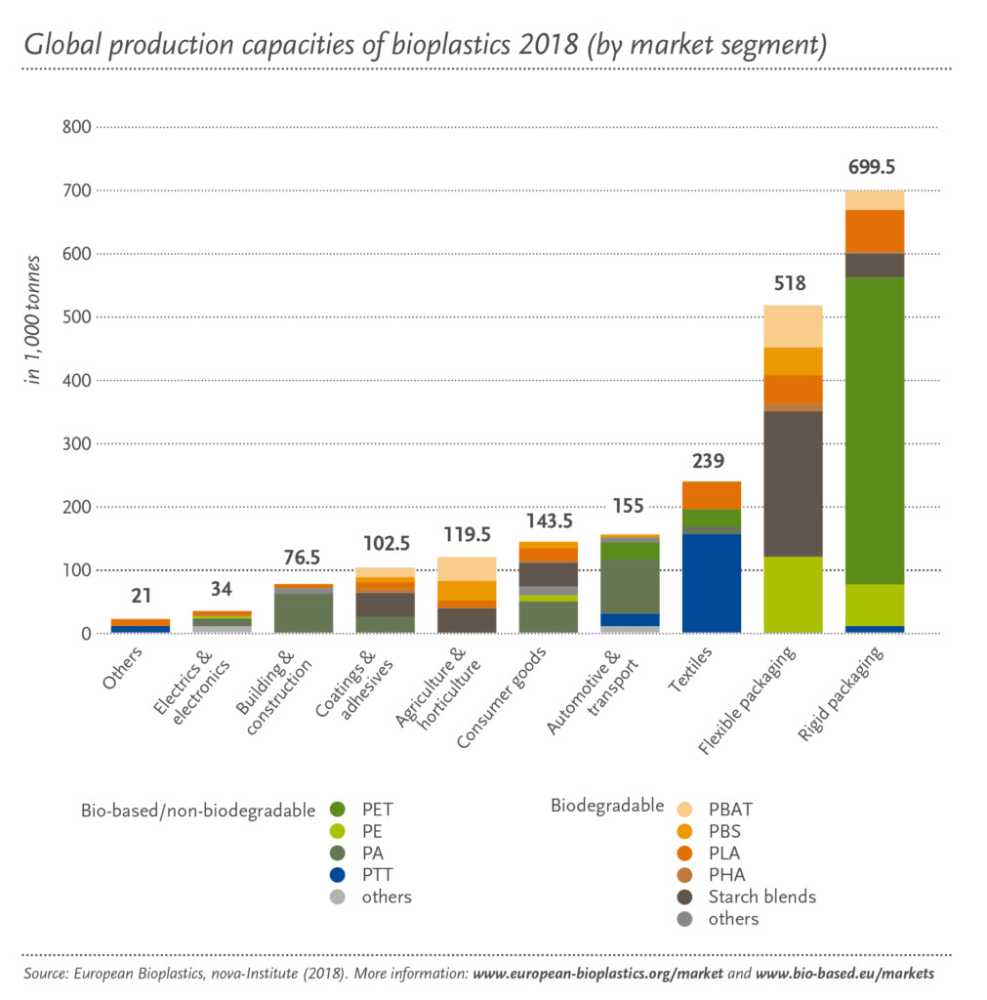 Global production capacities of bioplastics 2018 (by market segment)
in 1,000 tonnes
800
700
600
500
400
300
200
100
0
21
34
76.5
102.5
119.5
143.5
155
239
518
699.5
Others
Electrics &
electronics
Building &
construction
Coatings &
adhesives
Agriculture &
horticulture
Consumer goods
Automotive &
transport
Textiles
Flexible packaging
Rigid packaging
Bio-based/non-biodegradable
PET
PE
PA
PTT
others
Biodegradable
PBAT
PBS
PLA
PHA
Starch blends
others
Source: European Bioplastics, nova-Institute (2018). More information: www.european-bioplastics.org/market and www.bio-based.eu/markets